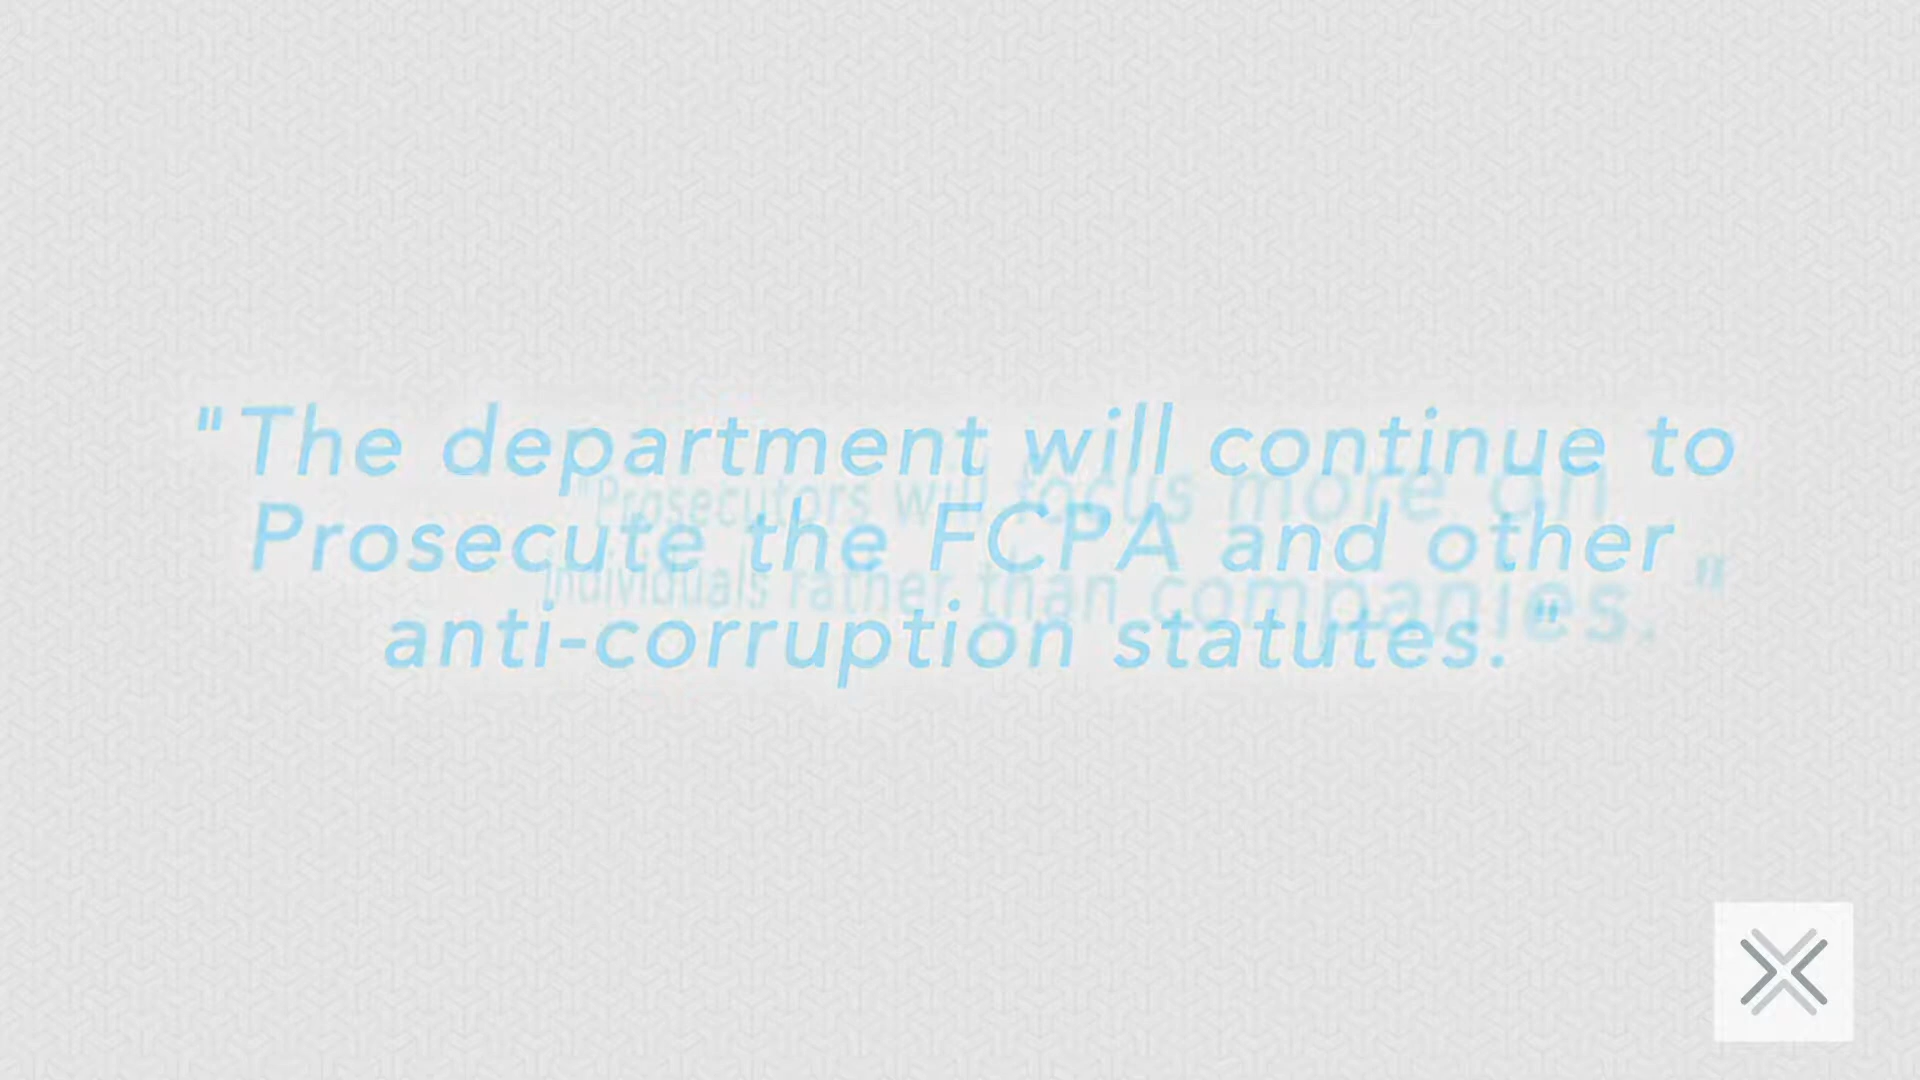 "The department will continue to
Prosecute the FCPA and other
anti-corruption statutes."
"Prosecutors will focus more on
individuals rather than companies."